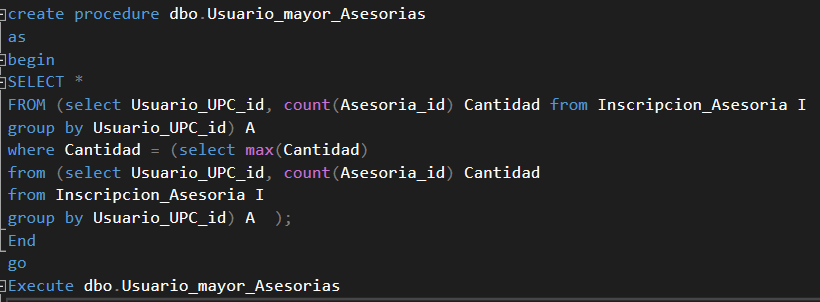 create procedure dbo.Usuario_mayor_Asesorias
as
begin
SELECT *
FROM (select Usuario_UPC_id, count(Asesoria_id) Cantidad from Inscripcion_Asesoria I
group by Usuario_UPC_id) A
where Cantidad = (select max(Cantidad)
from (select Usuario_UPC_id, count(Asesoria_id) Cantidad
from Inscripcion_Asesoria I
group by Usuario_UPC_id) A  );
End
go
Execute dbo.Usuario_mayor_Asesorias